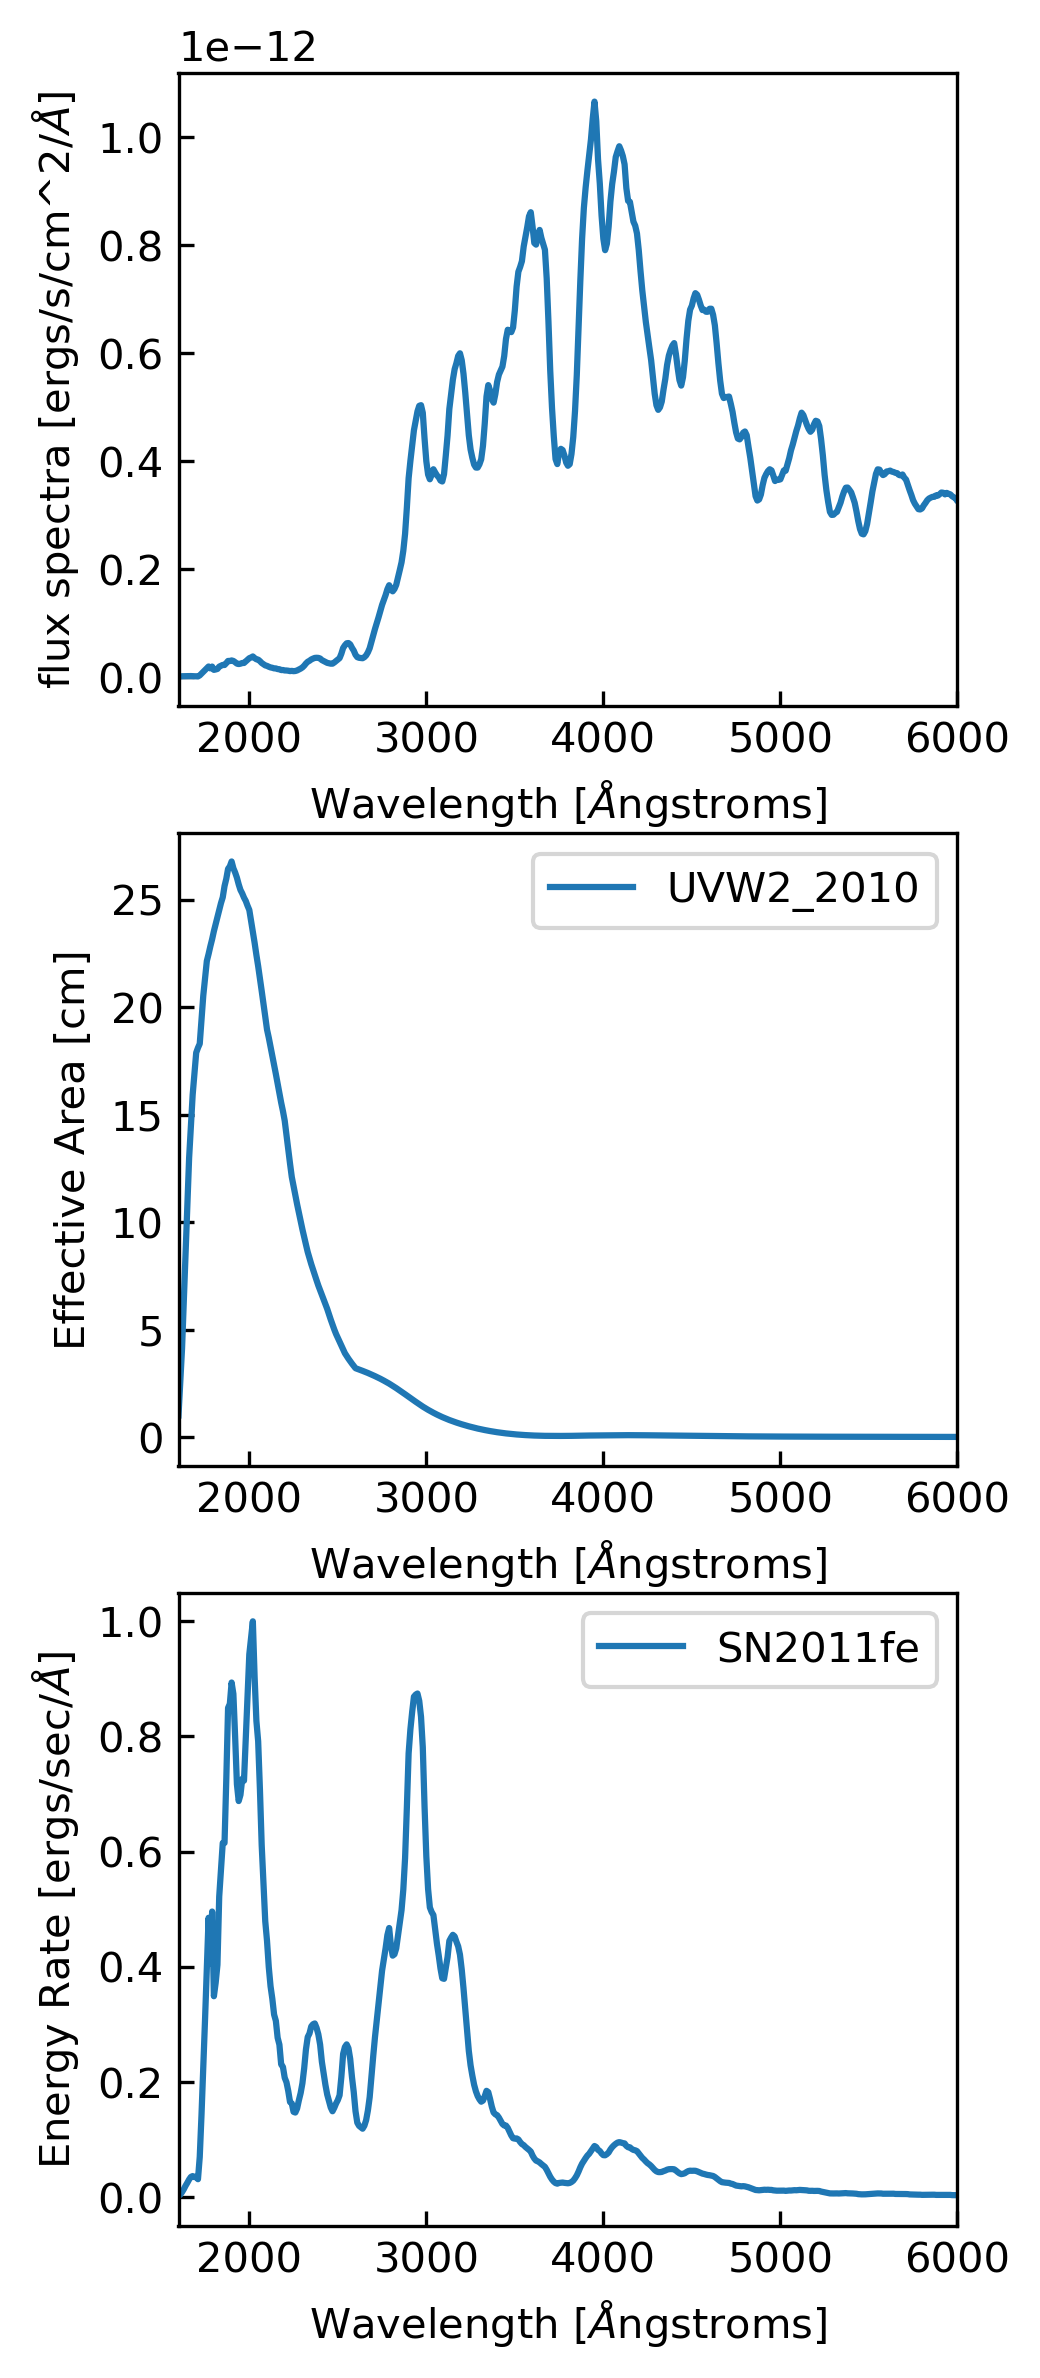 1e−12
flux spectra [ergs/s/cm^2/Å]
1.0
0.8
0.6
0.4
0.2
0.0
2000 3000 4000 5000 6000
Wavelength [Ångstroms]
Effective Area [cm]
25
20
15
10
5
0
UVW2_2010
2000 3000 4000 5000 6000
Wavelength [Ångstroms]
Energy Rate [ergs/sec/Å]
1.0
0.8
0.6
0.4
0.2
0.0
SN2011fe
2000 3000 4000 5000 6000
Wavelength [Ångstroms]